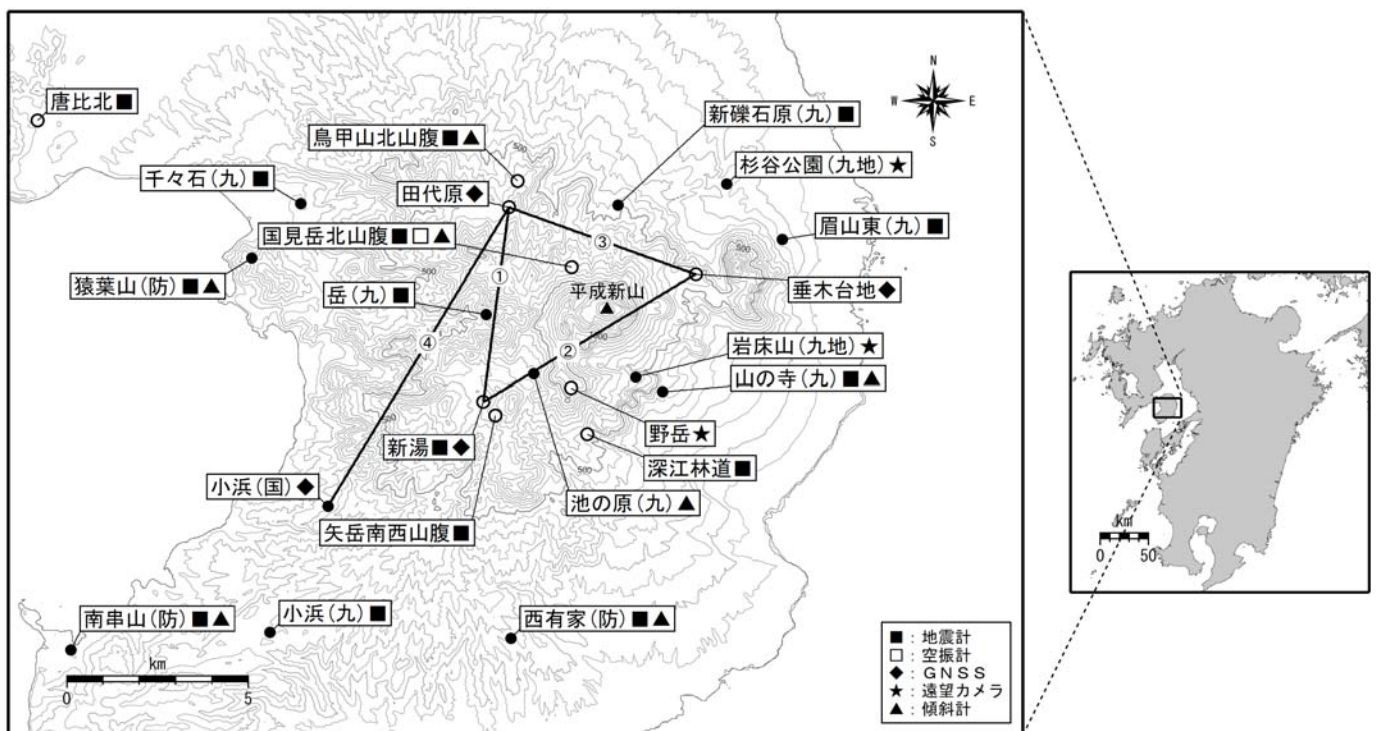 N
W E
S
唐比北■
鳥甲山北山腹■▲
新礫石原(九)■
杉谷公園(九地)★
千々石(九)■
田代原◆
国見岳北山腹■□▲
眉山東(九)■
猿葉山(防)■▲
岳(九)■
平成新山
垂木台地◆
①
②
③
④
岩床山(九地)★
山の寺(九)■▲
新湯■◆
野岳★
深江林道■
小浜(国)◆
矢岳南西山腹■
池の原(九)▲
南串山(防)■▲
小浜(九)■
西有家(防)■▲
500
500
500
500
500
500
km
0 5
■：地震計
□：空振計
◆：GNSS
★：遠望カメラ
▲：傾斜計
km
0 50